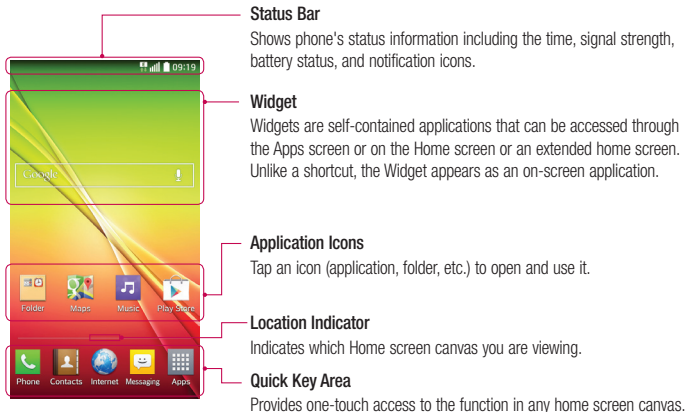 Status Bar
Shows phone's status information including the time, signal strength,
battery status, and notification icons.
09:19
Widget
Widgets are self-contained applications that can be accessed through
the Apps screen or on the Home screen or an extended home screen.
Unlike a shortcut, the Widget appears as an on-screen application.
Google
Application Icons
Tap an icon (application, folder, etc.) to open and use it.
Folder Maps Music Play Store
Location Indicator
Indicates which Home screen canvas you are viewing.
Phone Contacts Internet Messaging Apps
Quick Key Area
Provides one-touch access to the function in any home screen canvas.